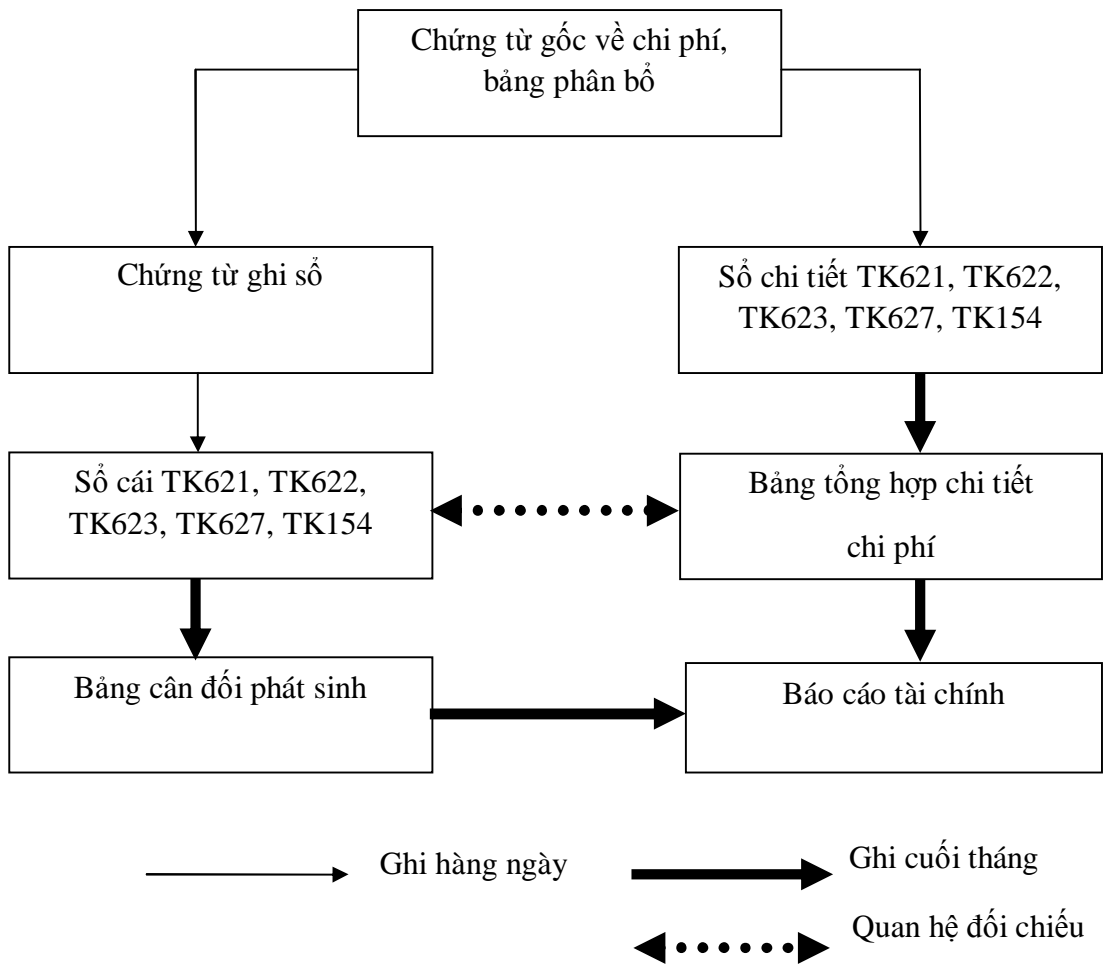 Chứng từ gốc về chi phí,
bảng phân bổ
Chứng từ ghi sổ
Sổ chi tiết TK621, TK622,
TK623, TK627, TK154
Sổ cái TK621, TK622,
TK623, TK627, TK154
Bảng tổng hợp chi tiết
chi phí
Bảng cân đối phát sinh
Báo cáo tài chính
Ghi hàng ngày
Ghi cuối tháng
Quan hệ đối chiếu